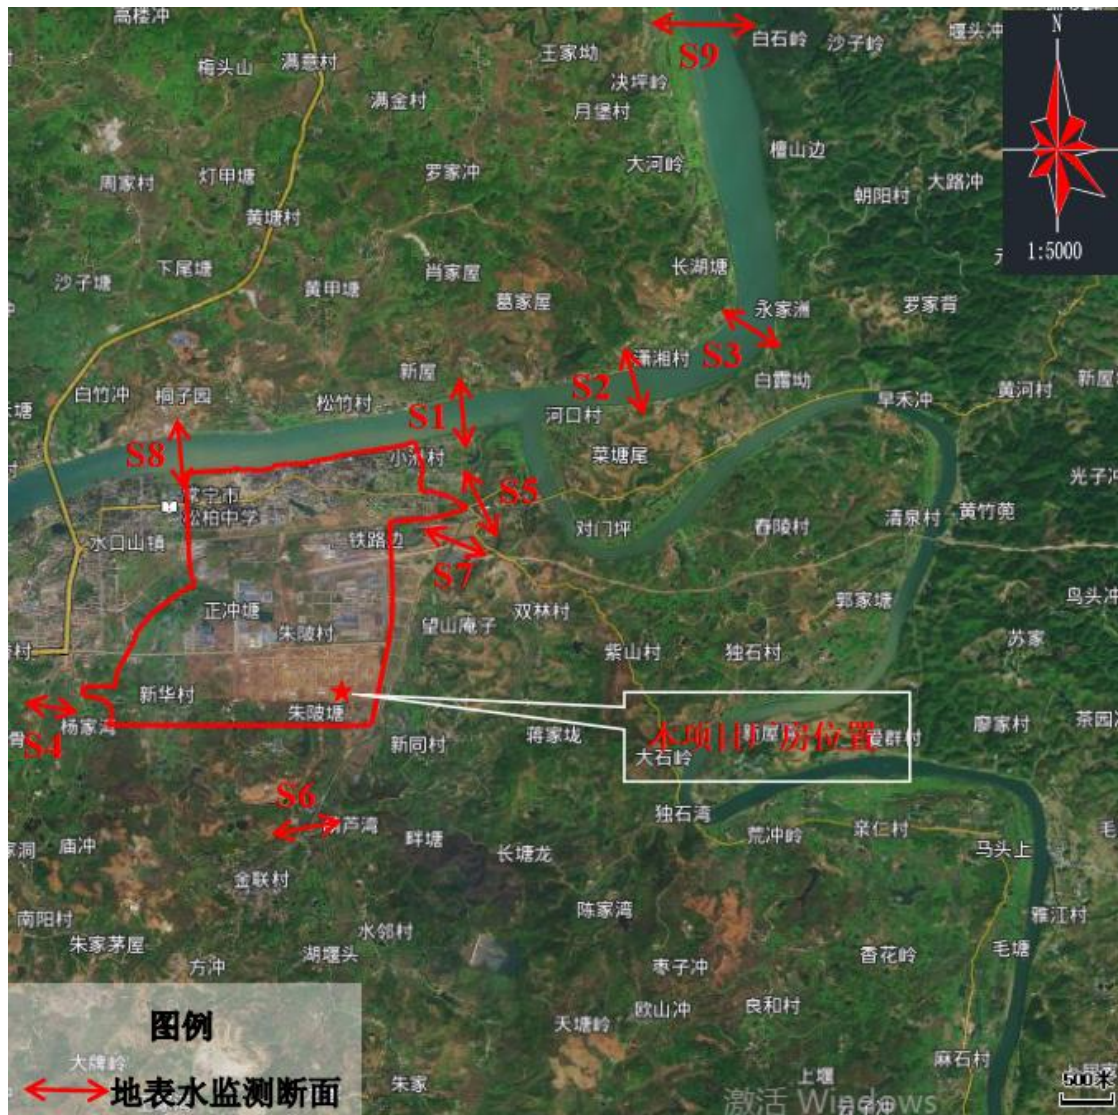 高楼冲
白石岭
沙子岭
堰头冲
N
S9
王家坳
满意村
梅头山
决坪岭
满金村
月堡村
檀山边
大河岭
罗家冲
灯甲塘
周家村
大路冲
朝阳村
黄塘村
1:5000
下尾塘
肖家屋
长湖塘
沙子塘
黄甲塘
葛家屋
永家洲
罗家背
S3
潇湘村
新屋
S2
白露坳
黄河村
新屋
白竹冲
桐子园
松竹村
S1
河口村
早禾冲
S8
菜塘尾
光子冲
S5
松柏中学
清泉村
黄竹蔸
铁路边
对门坪
舂陵村
水口山镇
S7
正冲塘
双林村
郭家塘
鸟头冲
朱陂村
望山庵子
苏家
紫山村
独石村
新华村
朱陂塘
杨家湾
S4
新同村
蒋家垅
本项目厂房位置
爱群村
廖家村
茶园
大石岭
S6
独石湾
芦湾
畔塘
荒冲岭
亲仁村
庙冲
长塘龙
马头上
金联村
南阳村
陈家湾
雅江村
水邻村
朱家茅屋
湖堰头
毛塘
方冲
枣子冲
香花岭
欧山冲
良和村
图例
天塘岭
大牌岭
麻石村
朱家
上堰
500米
地表水监测断面
激活 Windows